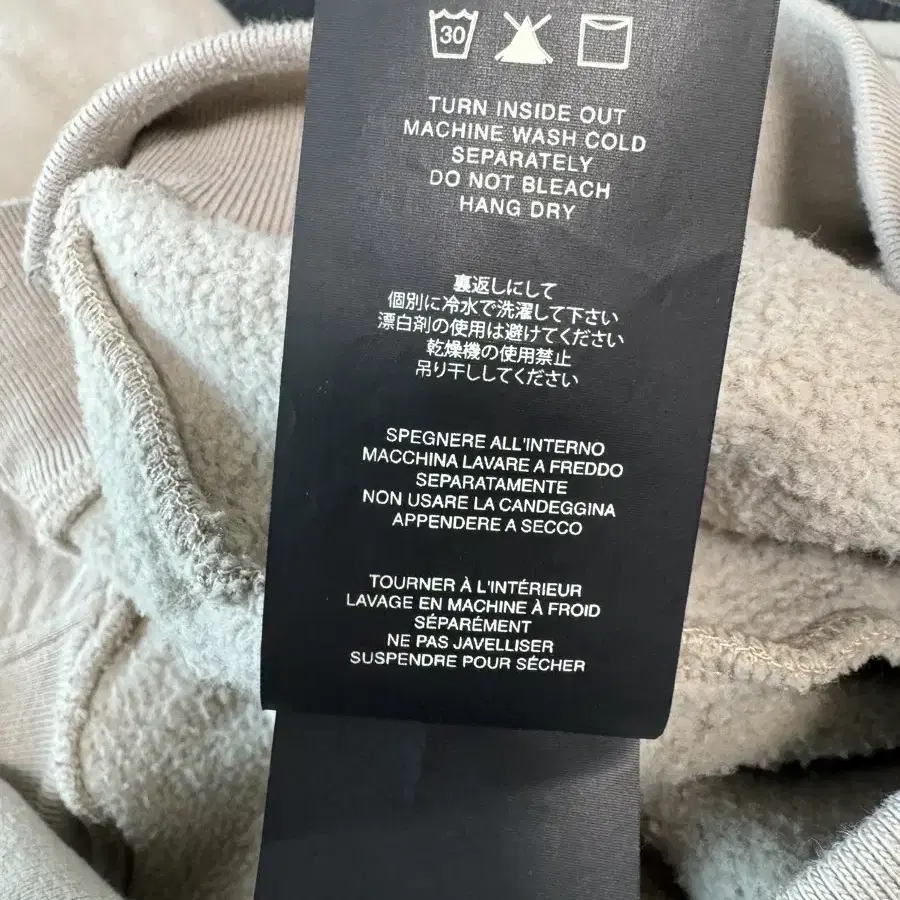 30
TURN INSIDE OUT
MACHINE WASH COLD
SEPARATELY
DO NOT BLEACH
HANG DRY
裏返しにして
個別に冷水で洗濯して下さい
漂白剤の使用は避けてください
乾燥機の使用禁止
吊り干ししてください
SPEGNERE ALL'INTERNO
MACCHINA LAVARE A FREDDO
SEPARATAMENTE
NON USARE LA CANDEGGINA
APPENDERE A SECCO
TOURNER À L'INTÉRIEUR
LAVAGE EN MACHINE À FROID
SÉPARÉMENT
NE PAS JAVELLISER
SUSPENDRE POUR SÉCHER